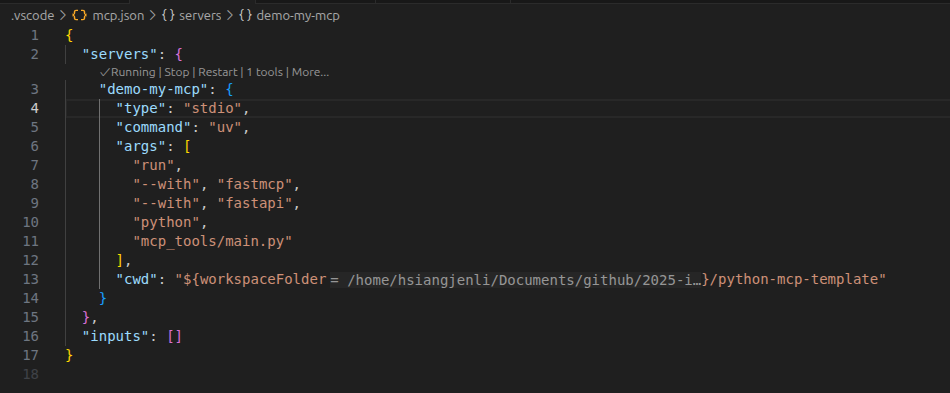 .vscode > {} mcp.json > {} servers > {} demo-my-mcp
1 {
2 "servers": {
✓Running | Stop | Restart | 1 tools | More...
3 "demo-my-mcp": {
4 "type": "stdio",
5 "command": "uv",
6 "args": [
7 "run",
8 "--with", "fastmcp",
9 "--with", "fastapi",
10 "python",
11 "mcp_tools/main.py"
12 ],
13 "cwd": "${workspaceFolder = /home/hsiangjenli/Documents/github/2025-i…}/python-mcp-template"
14 }
15 },
16 "inputs": []
17 }
18